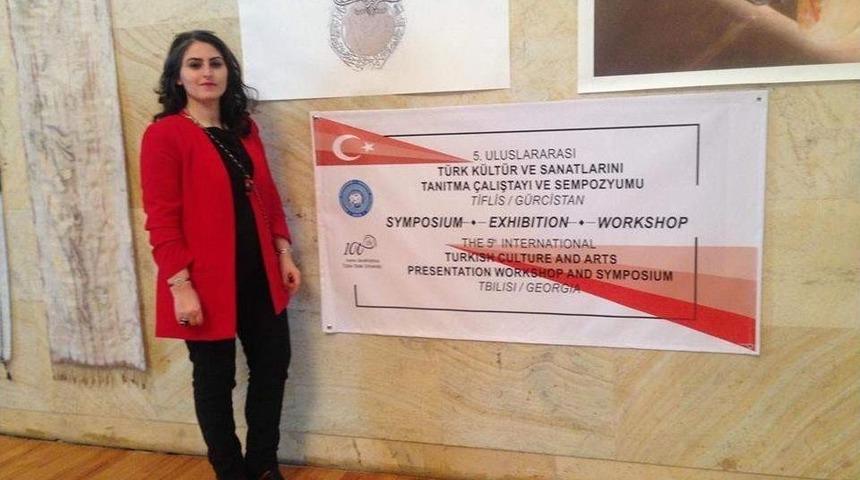 5. ULUSLARARASI
TÜRK KÜLTÜR VE SANATLARINI
TANITMA ÇALIŞTAYI VE SEMPOZYUMU
TİFLİS / GÜRCİSTAN
SYMPOSIUM • EXHIBITION • WORKSHOP
100
THE 5th INTERNATIONAL
TURKISH CULTURE AND ARTS
PRESENTATION WORKSHOP AND SYMPOSIUM
TBILISI / GEORGIA